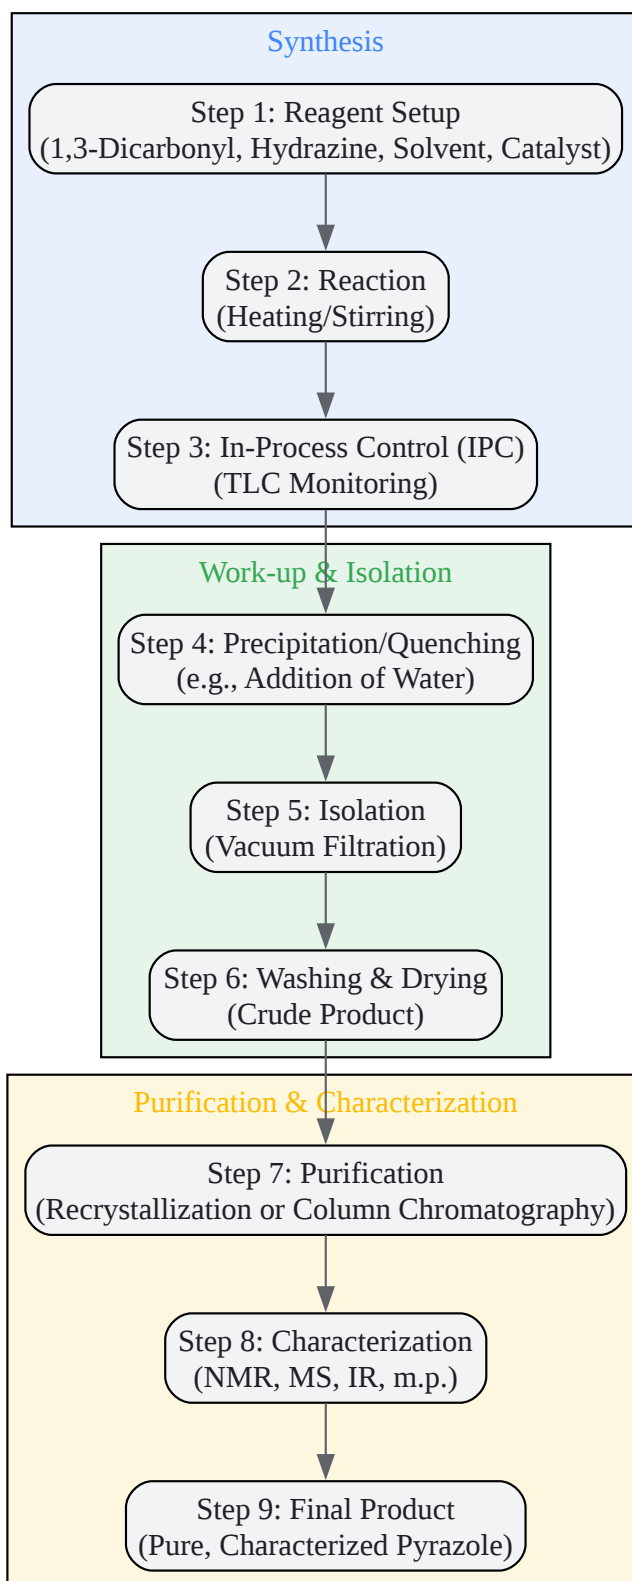 Synthesis
Step 1: Reagent Setup
(1,3-Dicarbonyl, Hydrazine, Solvent, Catalyst)
Step 2: Reaction
(Heating/Stirring)
Step 3: In-Process Control (IPC)
(TLC Monitoring)
Work-up & Isolation
Step 4: Precipitation/Quenching
(e.g., Addition of Water)
Step 5: Isolation
(Vacuum Filtration)
Step 6: Washing & Drying
(Crude Product)
Purification & Characterization
Step 7: Purification
(Recrystallization or Column Chromatography)
Step 8: Characterization
(NMR, MS, IR, m.p.)
Step 9: Final Product
(Pure, Characterized Pyrazole)